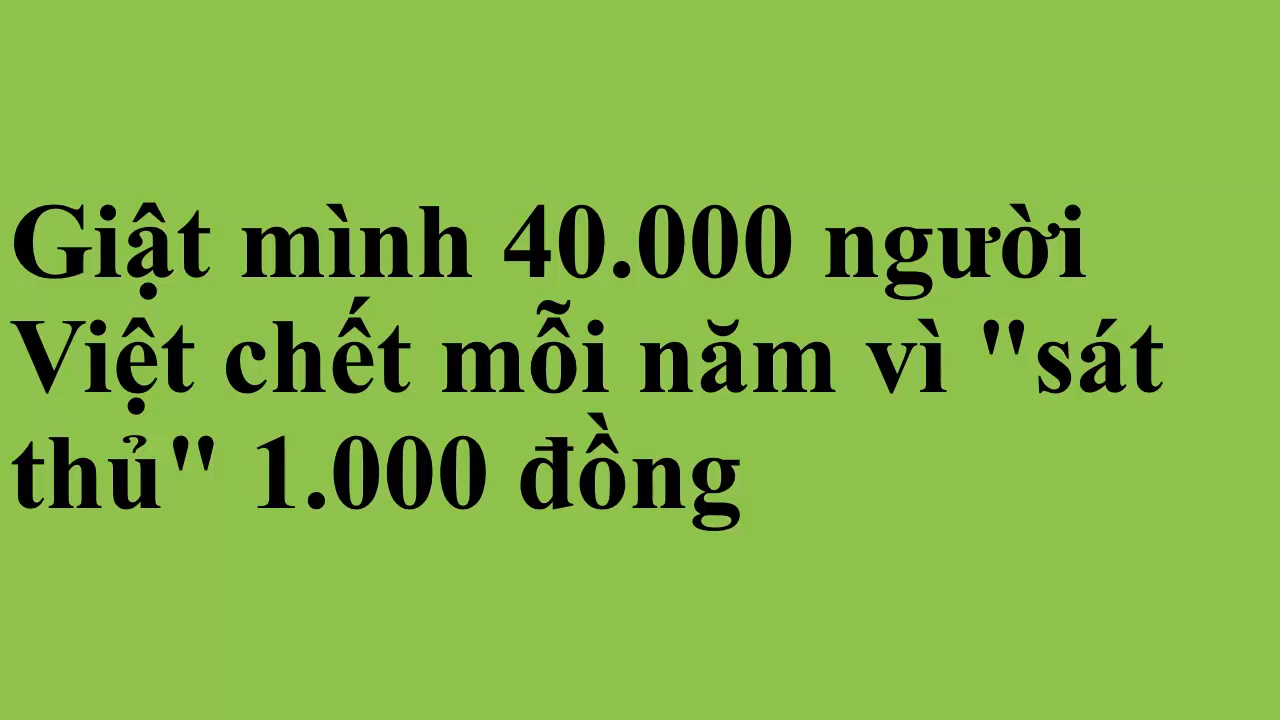 Giật mình 40.000 người
Việt chết mỗi năm vì "sát
thủ" 1.000 đồng